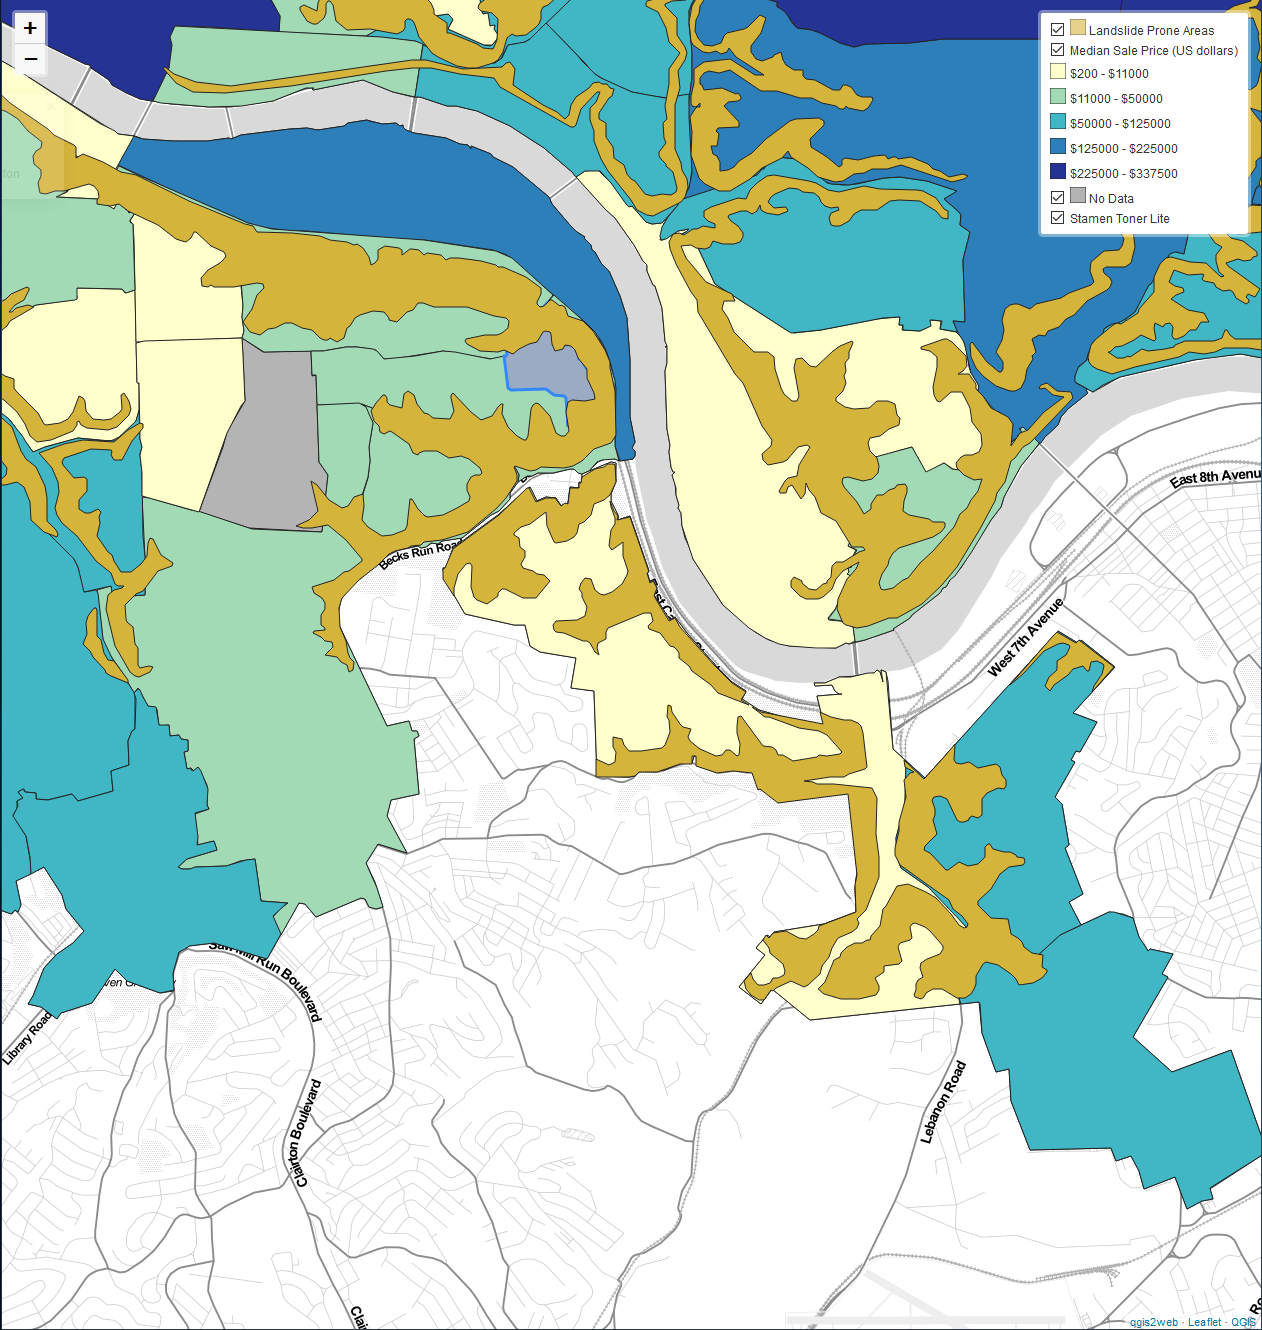 +
−
Landslide Prone Areas
Median Sale Price (US dollars)
$200 - $11000
$11000 - $50000
$50000 - $125000
$125000 - $225000
$225000 - $337500
No Data
Stamen Toner Lite
ton
East 8th Avenu
Becks Run Road
West 7th Avenue
Saw Mill Run Boulevard
Library Road
Clairton Boulevard
Lebanon Road
Clai
Ro
qgis2web · Leaflet · QGIS